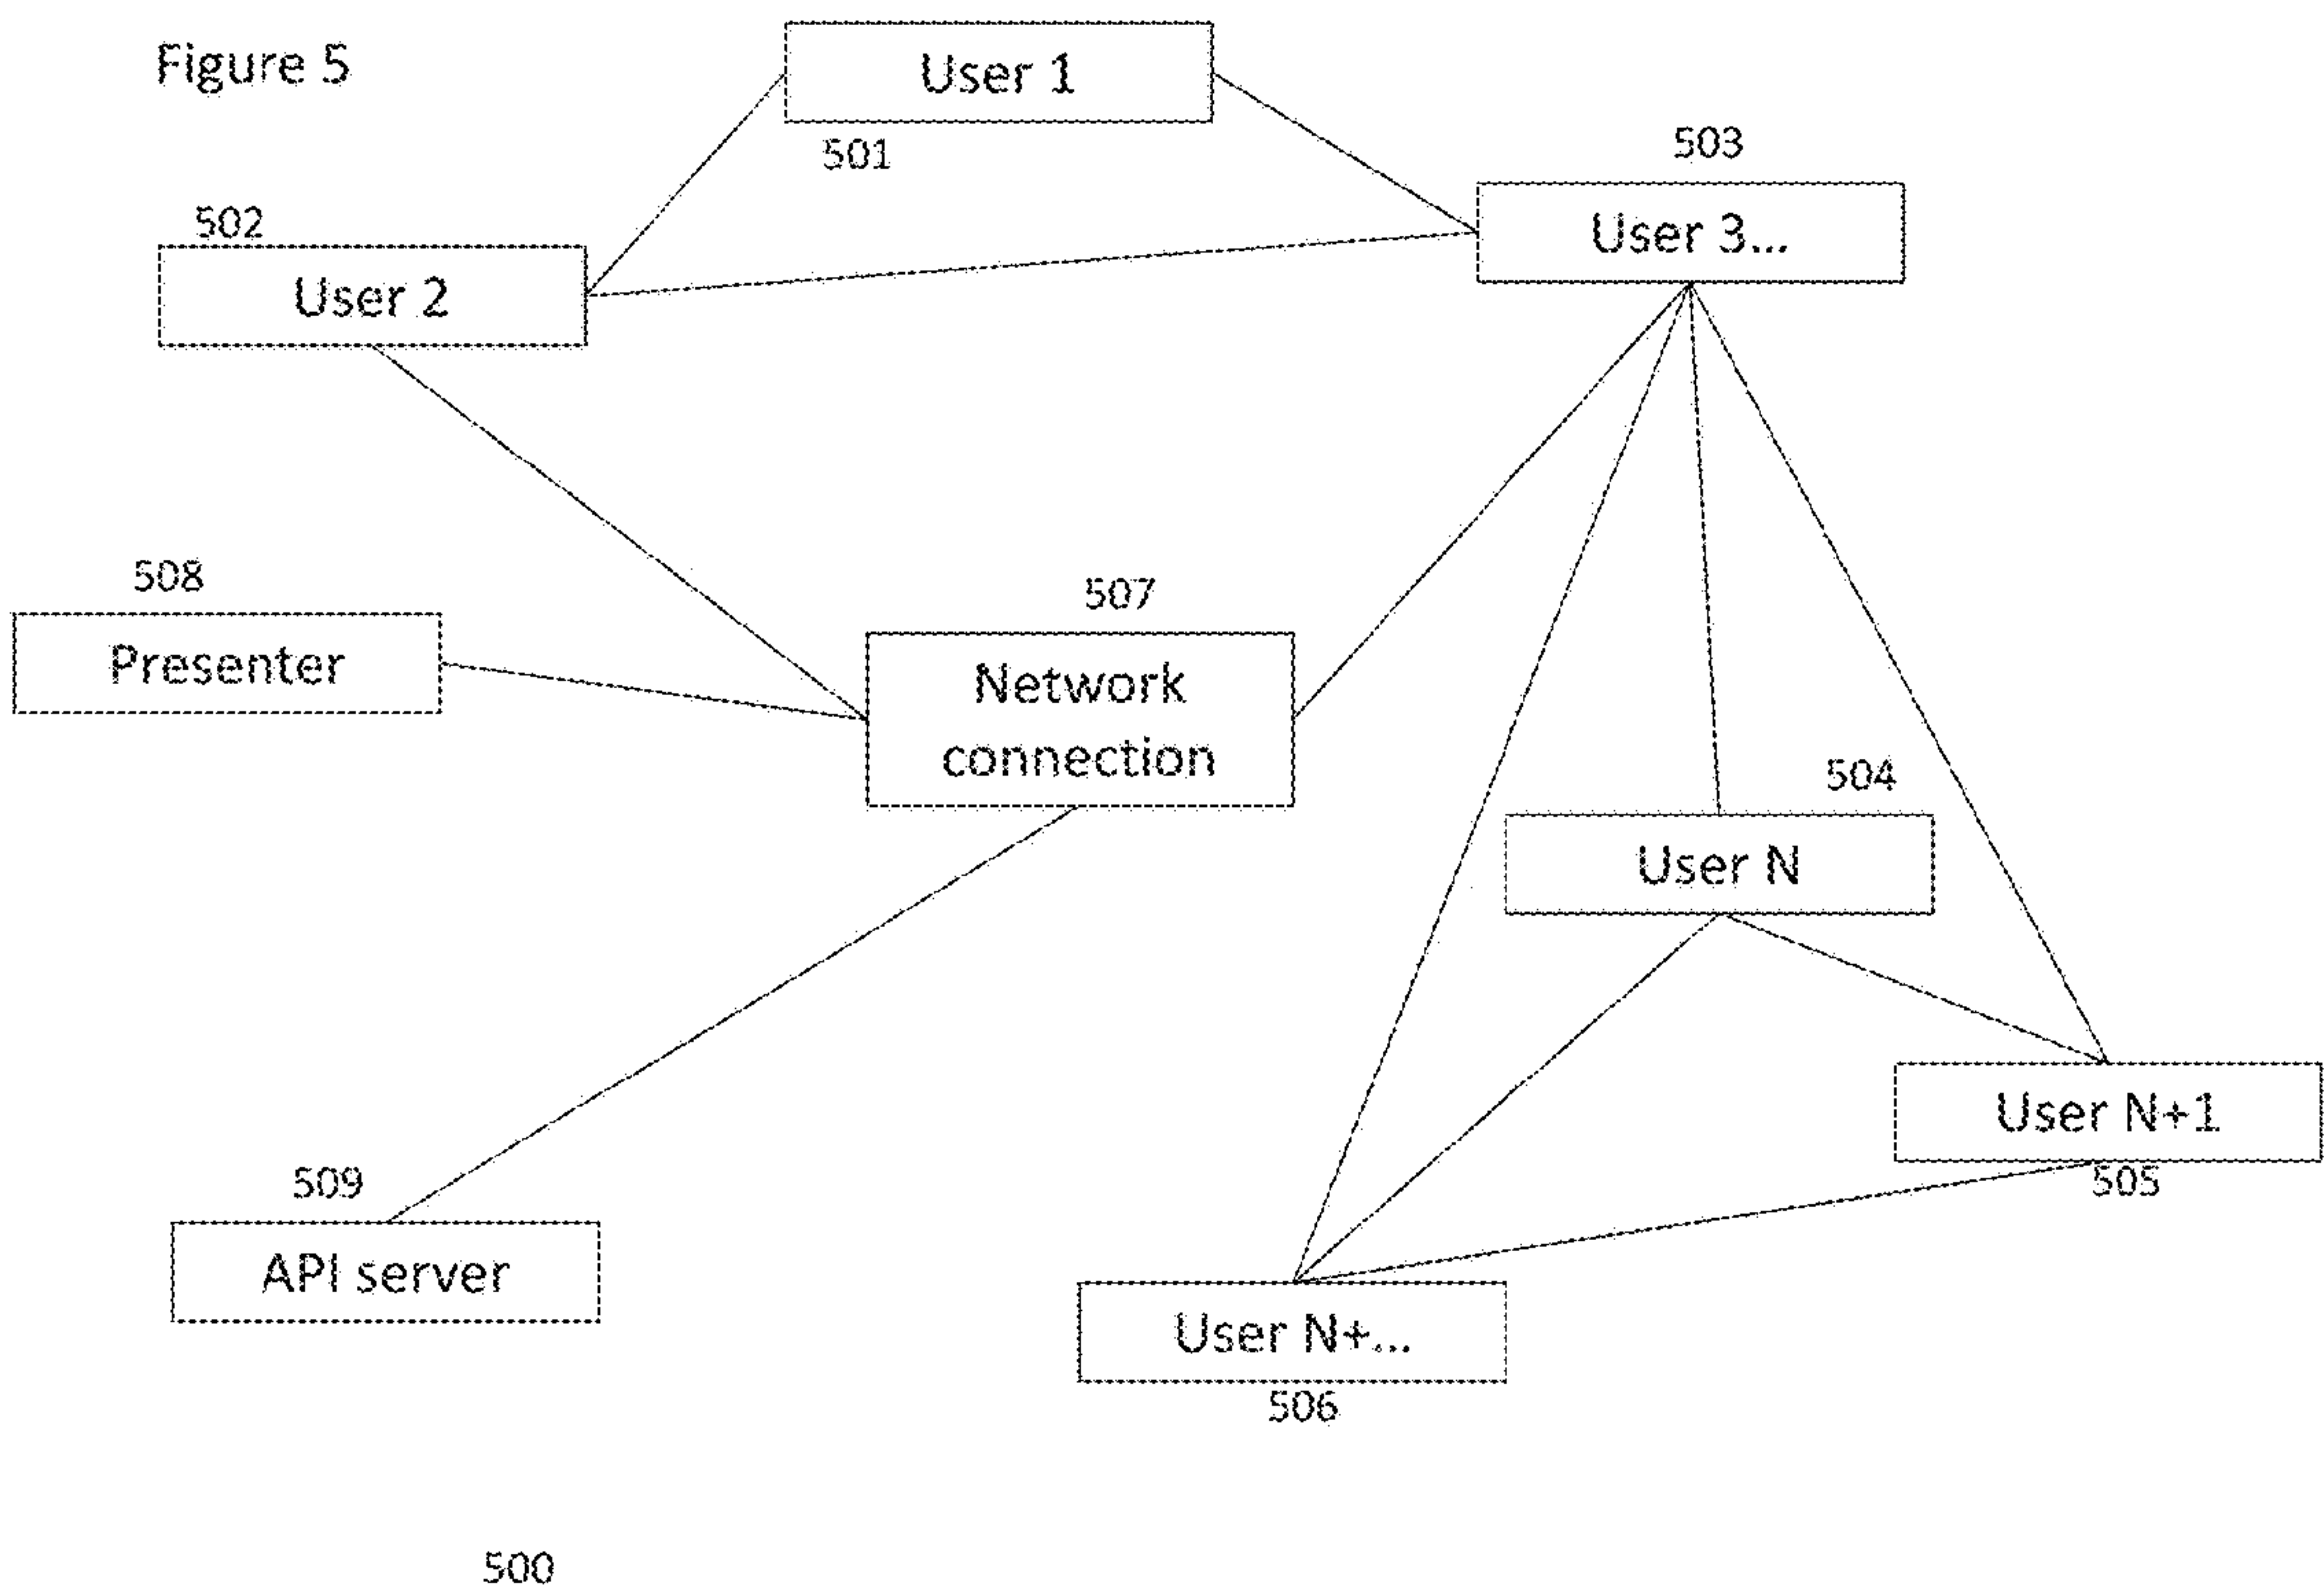 Figure 5
User 1
501
503
User 3...
502
User 2
508
Presenter
507
Network
connection
504
User N
User N+1
505
509
API server
User N+...
506
500